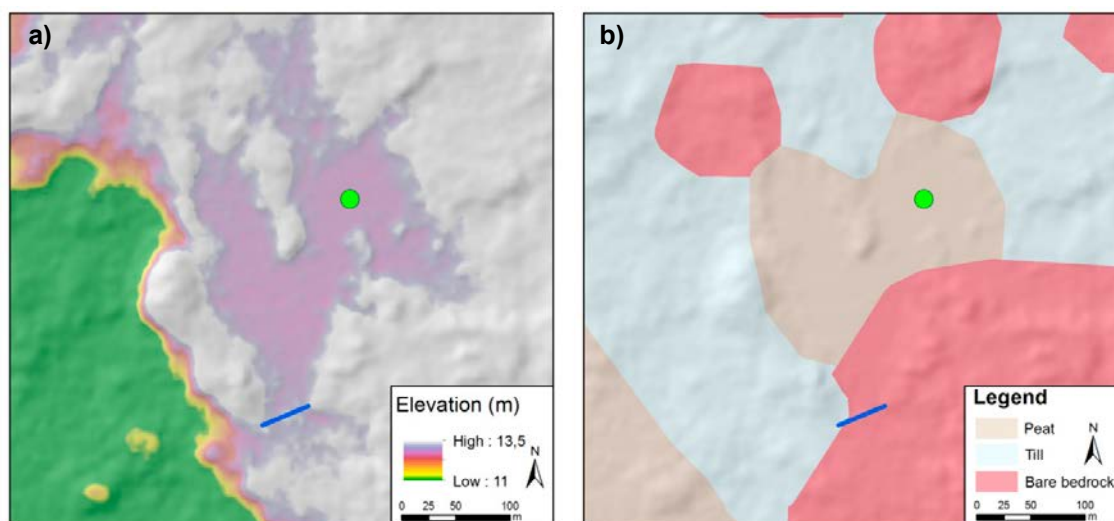 a)
Elevation (m)
High : 13,5
Low : 11
N
0 25 50 100
m
b)
Legend
Peat
Till
Bare bedrock
N
0 25 50 100
m